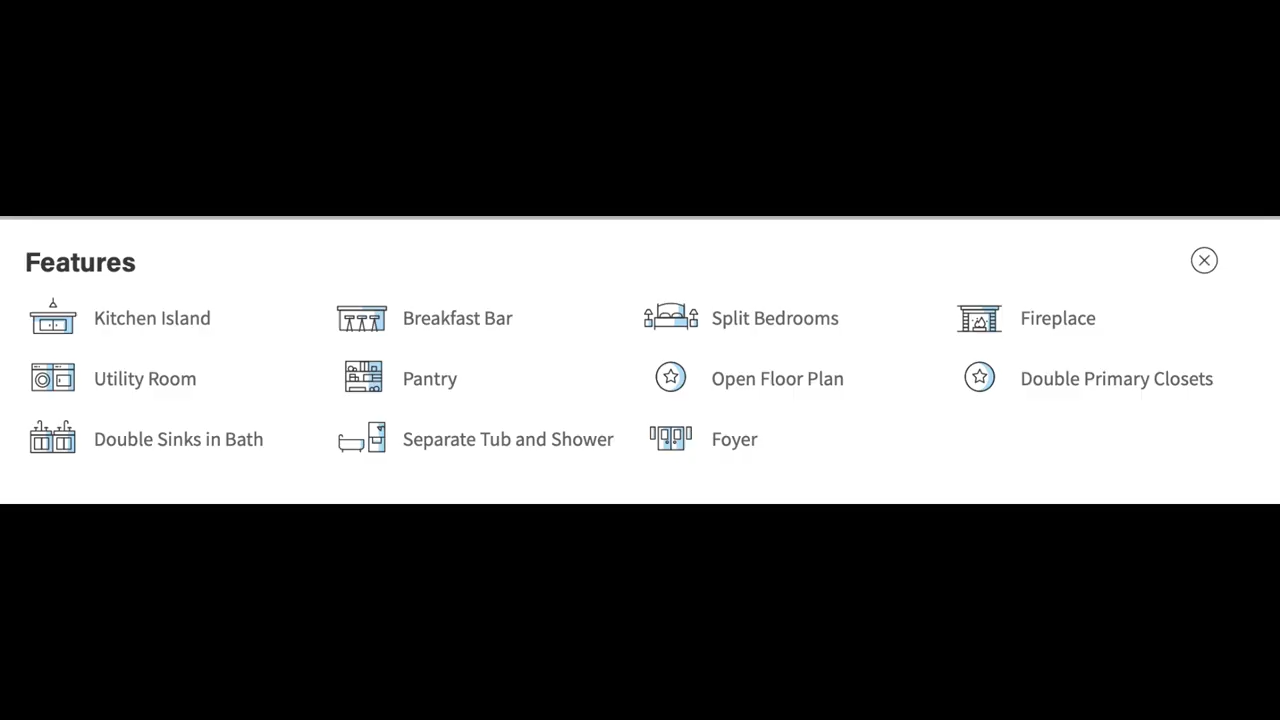 Features
Kitchen Island
Breakfast Bar
Split Bedrooms
Fireplace
Utility Room
Pantry
Open Floor Plan
Double Primary Closets
Double Sinks in Bath
Separate Tub and Shower
Foyer